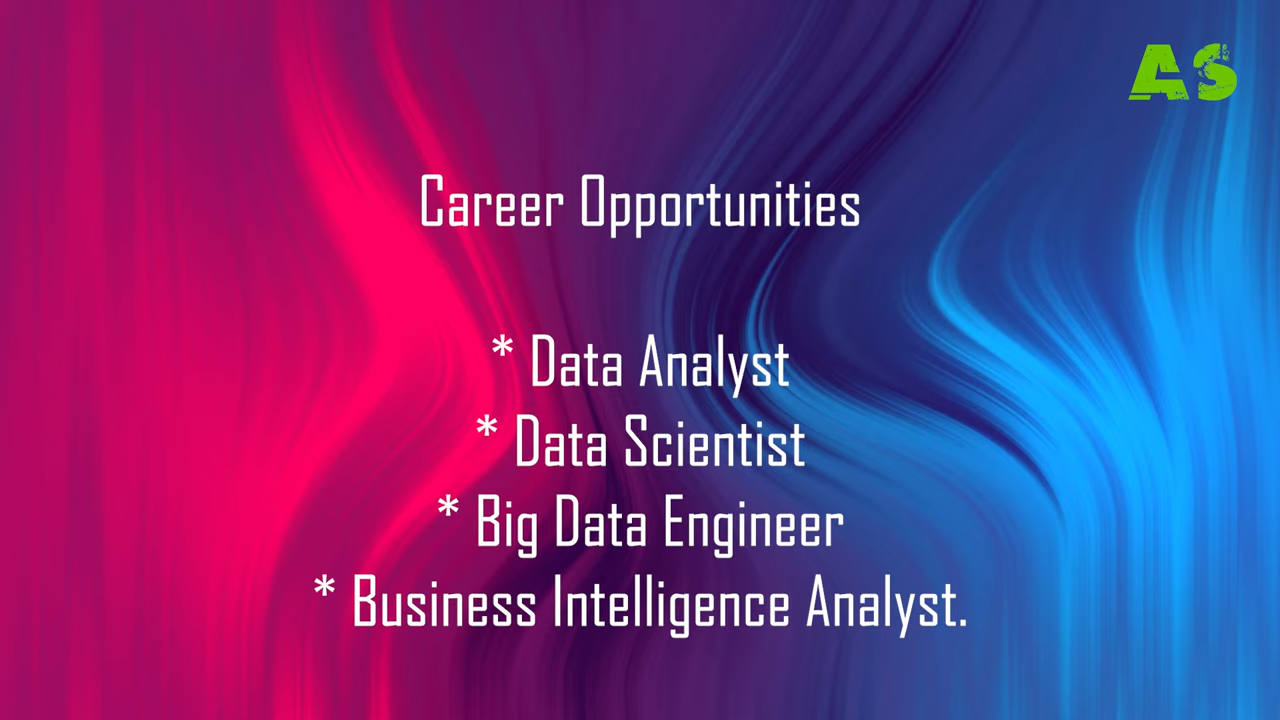 AS
Career Opportunities
* Data Analyst
* Data Scientist
* Big Data Engineer
* Business Intelligence Analyst.